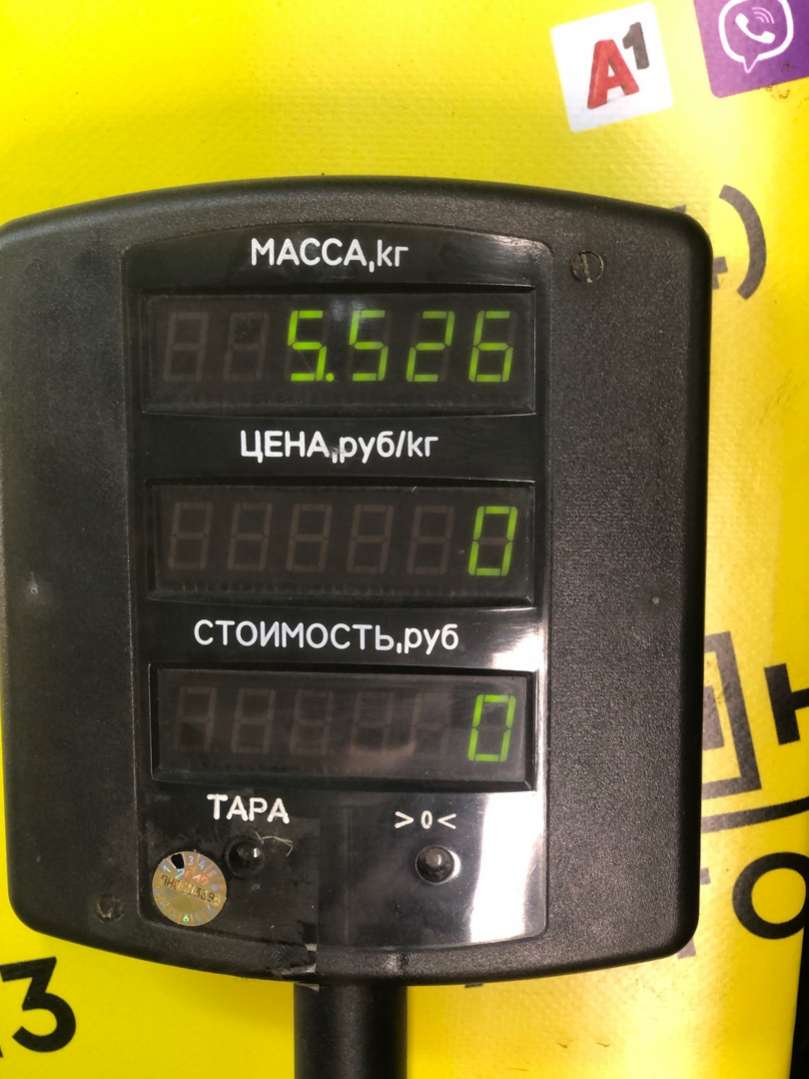 A1
МАССА,кг
5.526
ЦЕНА,руб/кг
0
СТОИМОСТЬ,руб
0
ТАРА >0<